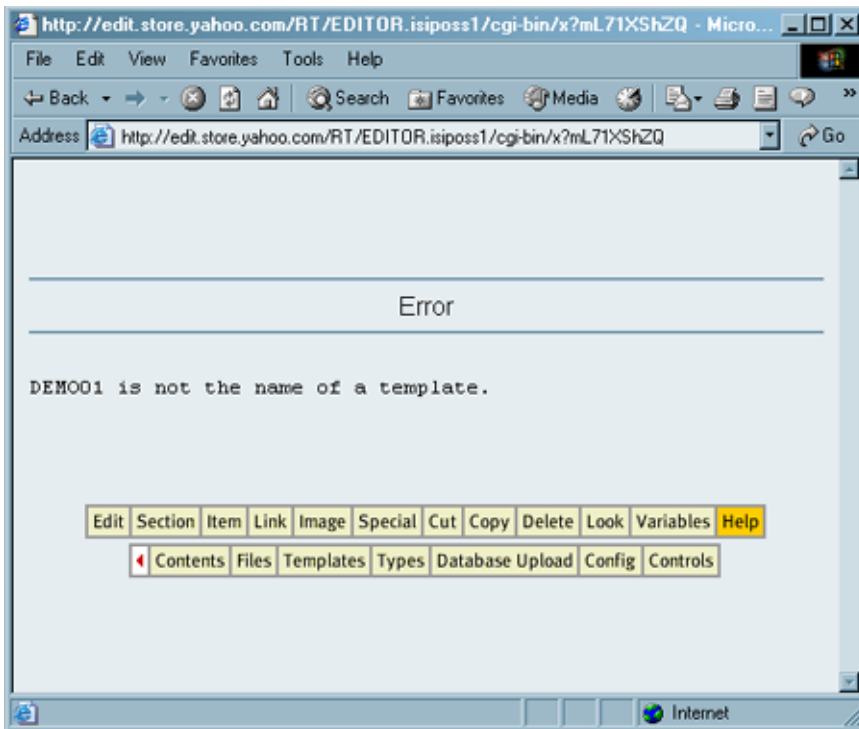 http://edit.store.yahoo.com/RT/EDITOR.isiposs1/cgi-bin/x?mL71XShZQ - Micro...
File Edit View Favorites Tools Help
Back Search Favorites Media »
Address http://edit.store.yahoo.com/RT/EDITOR.isiposs1/cgi-bin/x?mL71XShZQ Go
Error
DEMO01 is not the name of a template.
Edit Section Item Link Image Special Cut Copy Delete Look Variables Help
Contents Files Templates Types Database Upload Config Controls
Internet